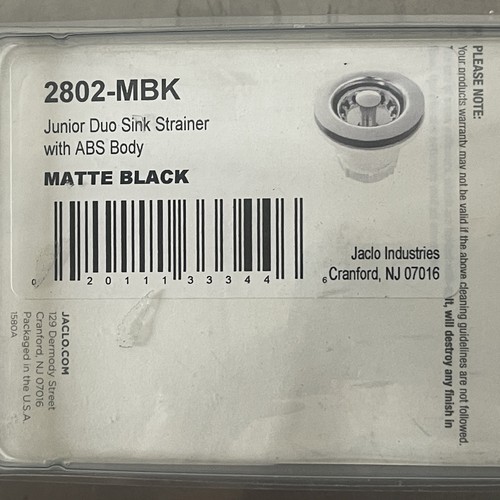 2802-MBK
Junior Duo Sink Strainer
with ABS Body
MATTE BLACK
0 20111 33344 6
Jaclo Industries
Cranford, NJ 07016
JACLO.COM
129 Dermody Street
Cranford, NJ 07016
Packaged in the U.S.A.
1580A
PLEASE NOTE:
Your products warranty may not be valid if the above cleaning guidelines are not followed.
it, will destroy any finish in